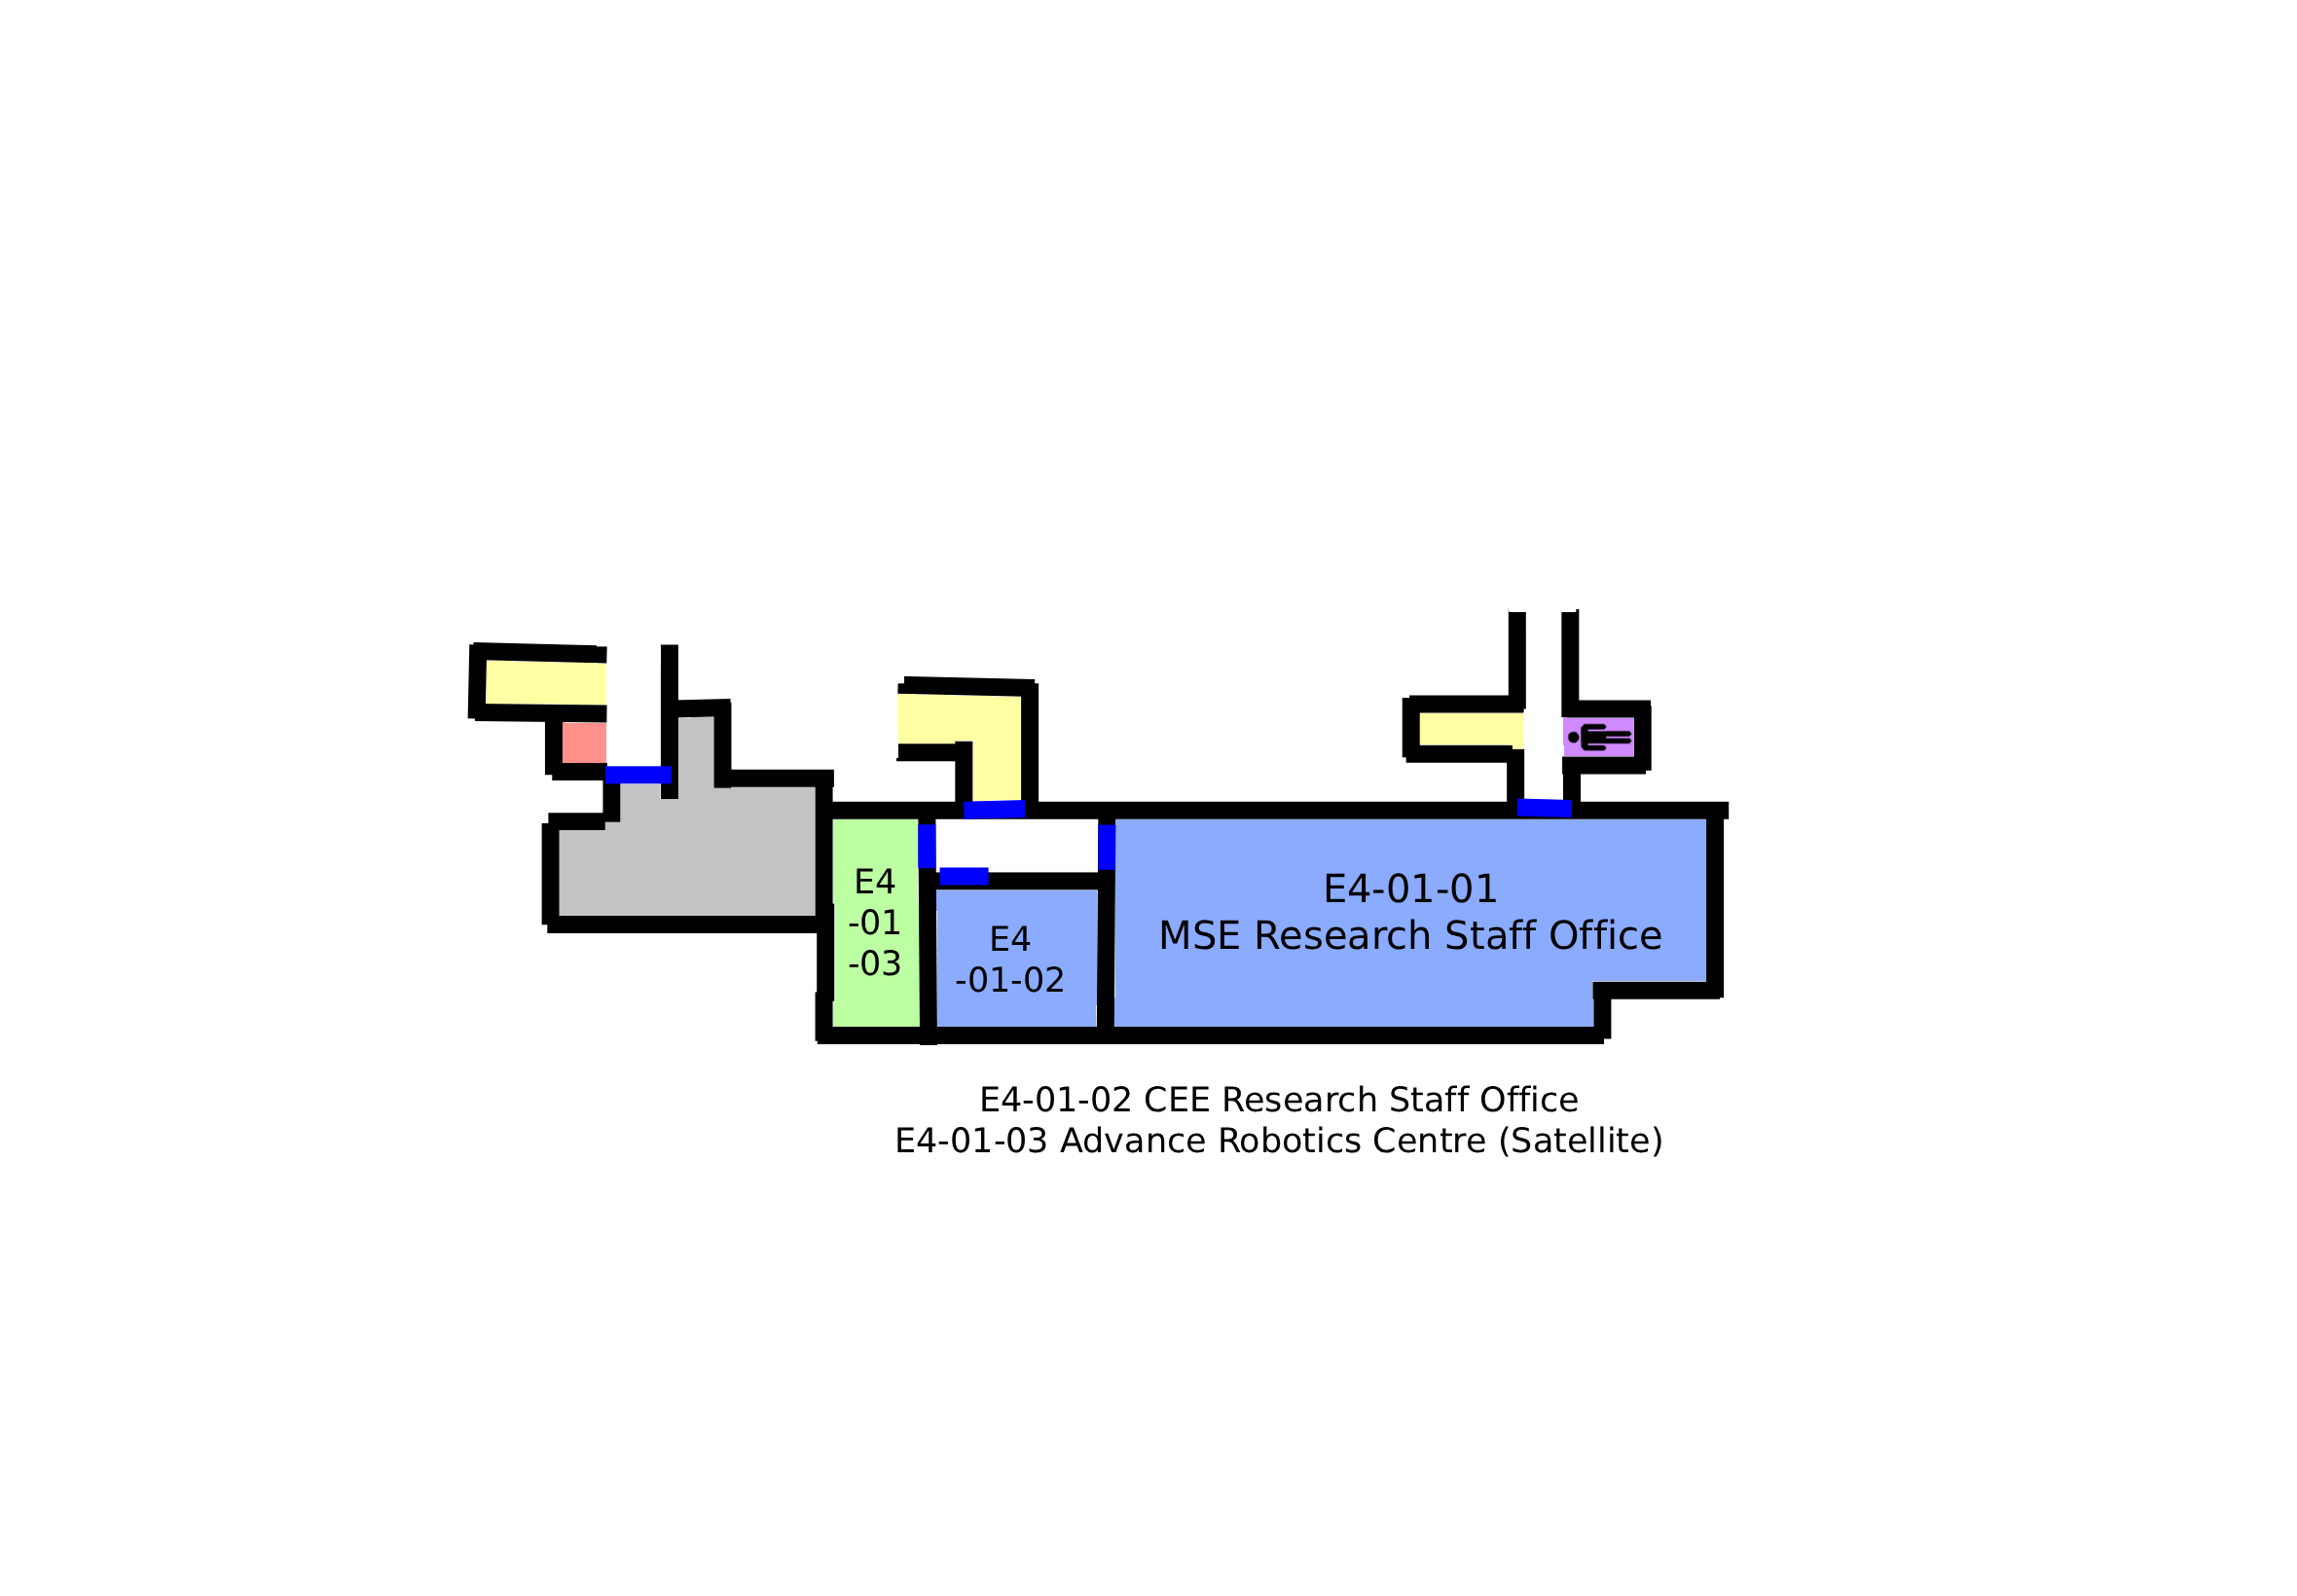 E4
-01
-03
E4
-01-02
E4-01-01
MSE Research Staff Office
E4-01-02 CEE Research Staff Office
E4-01-03 Advance Robotics Centre (Satellite)